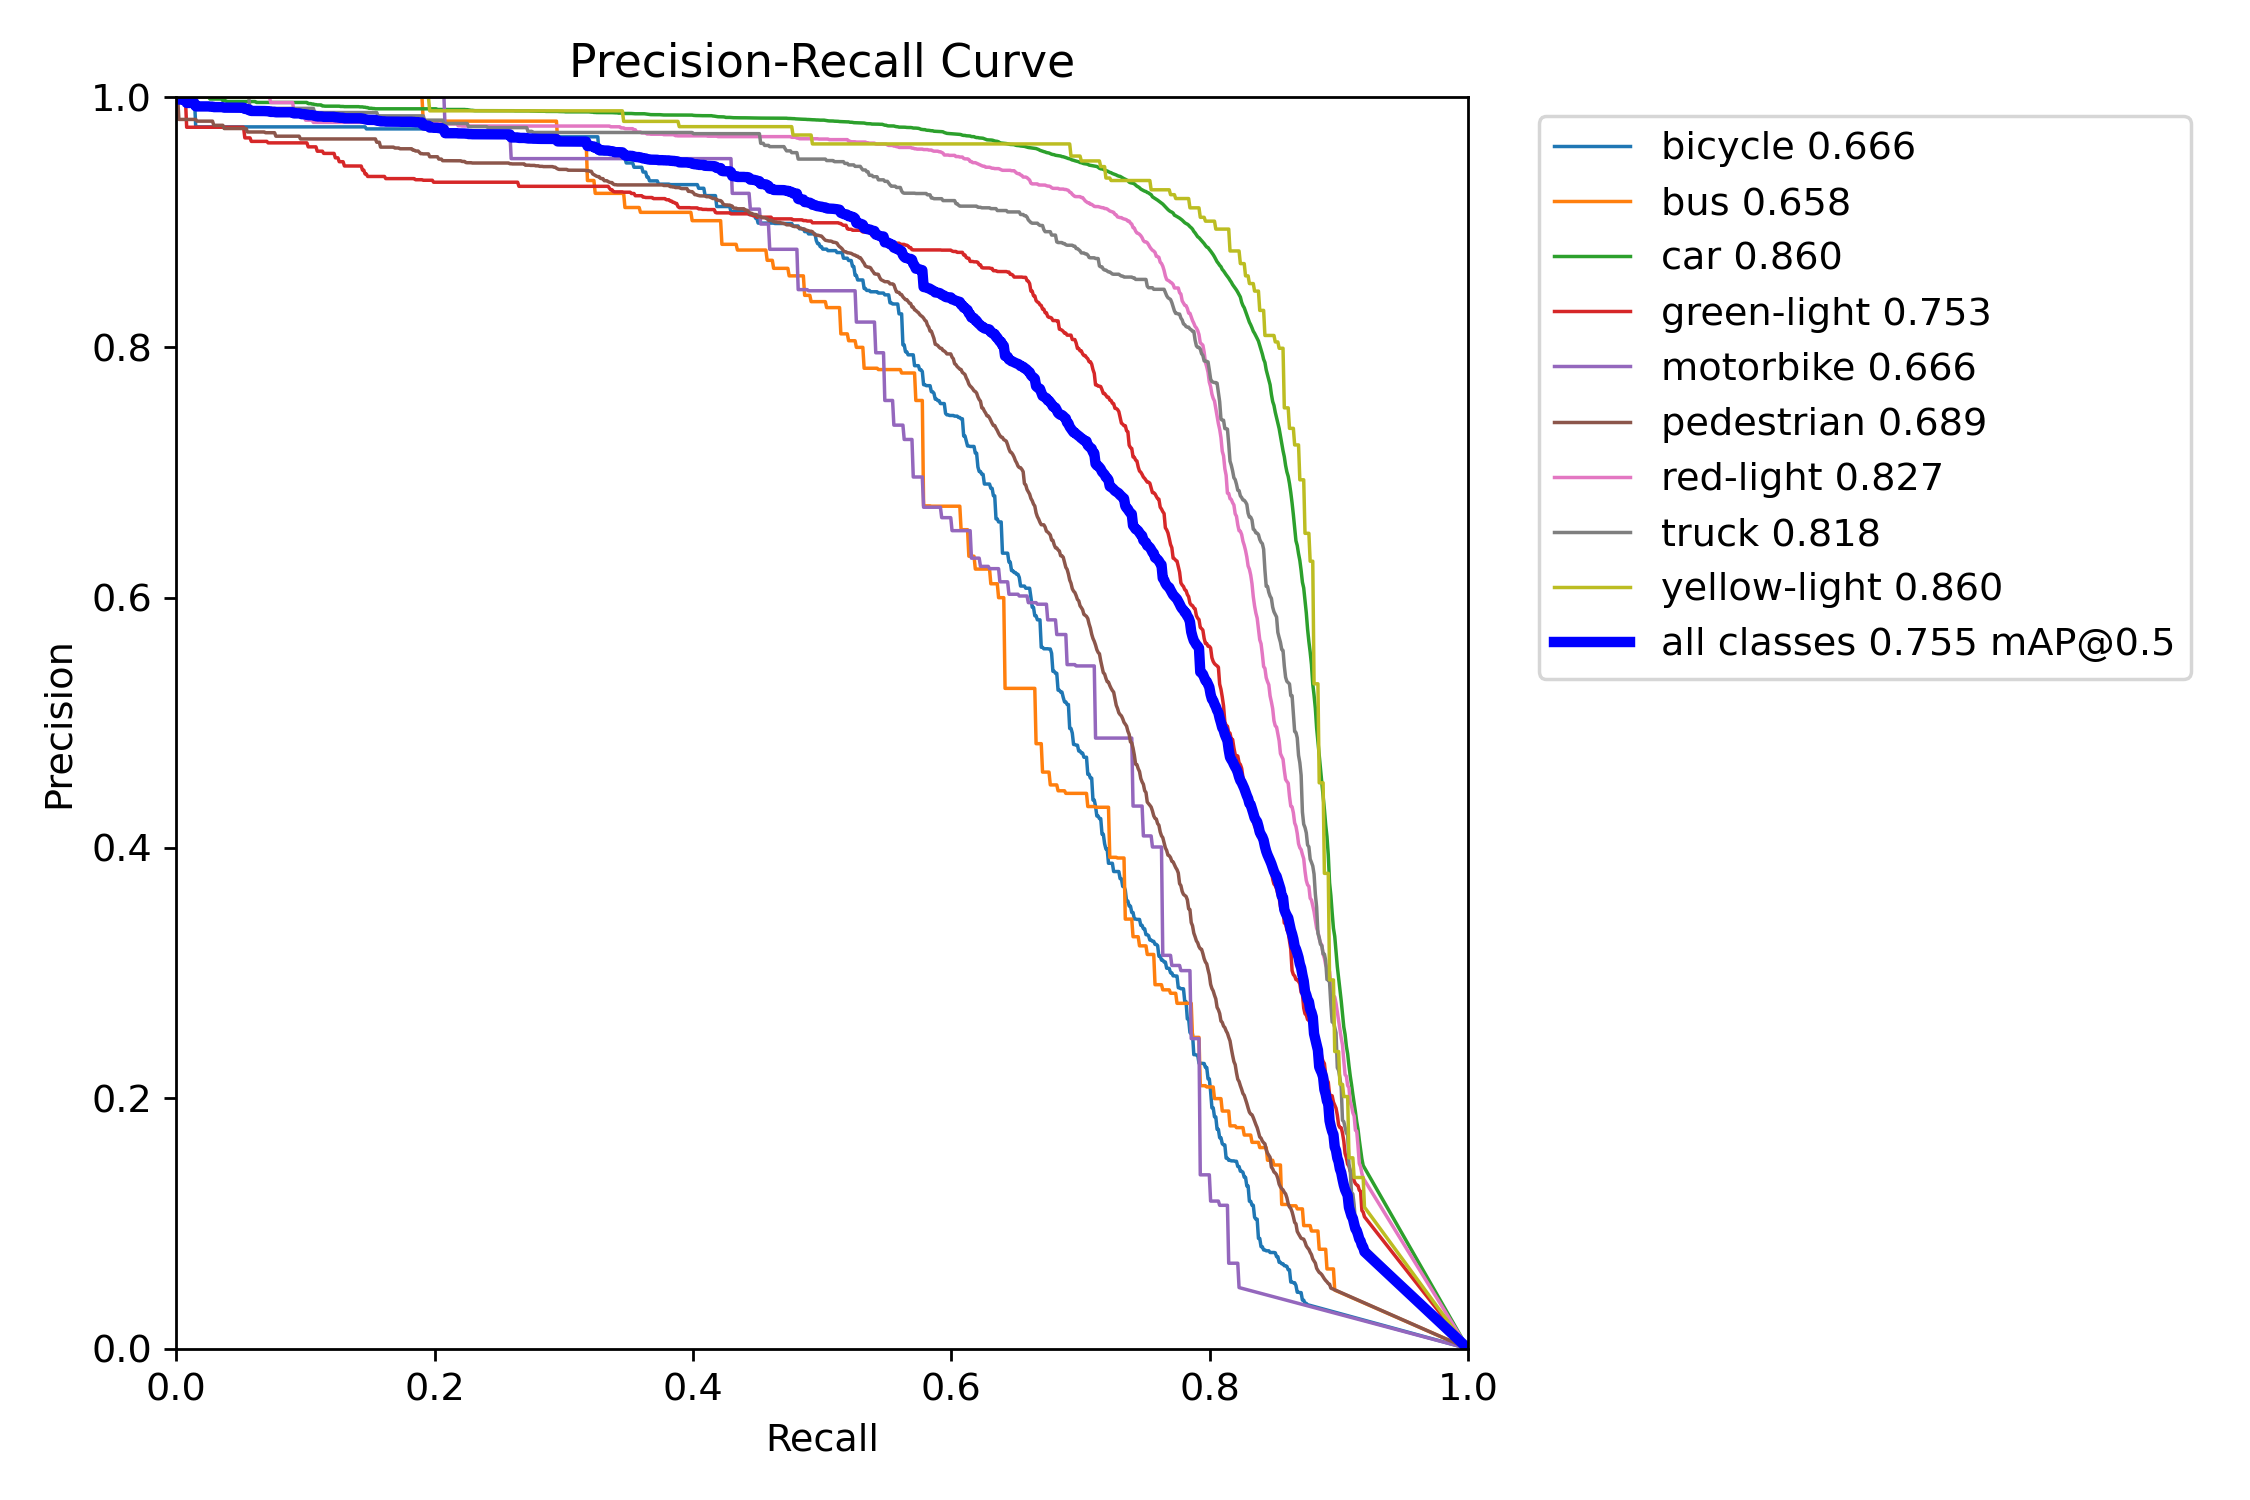 Precision-Recall Curve
1.0
0.8
0.6
0.4
0.2
0.0
Precision
0.0 0.2 0.4 0.6 0.8 1.0
Recall
bicycle 0.666
bus 0.658
car 0.860
green-light 0.753
motorbike 0.666
pedestrian 0.689
red-light 0.827
truck 0.818
yellow-light 0.860
all classes 0.755 mAP@0.5